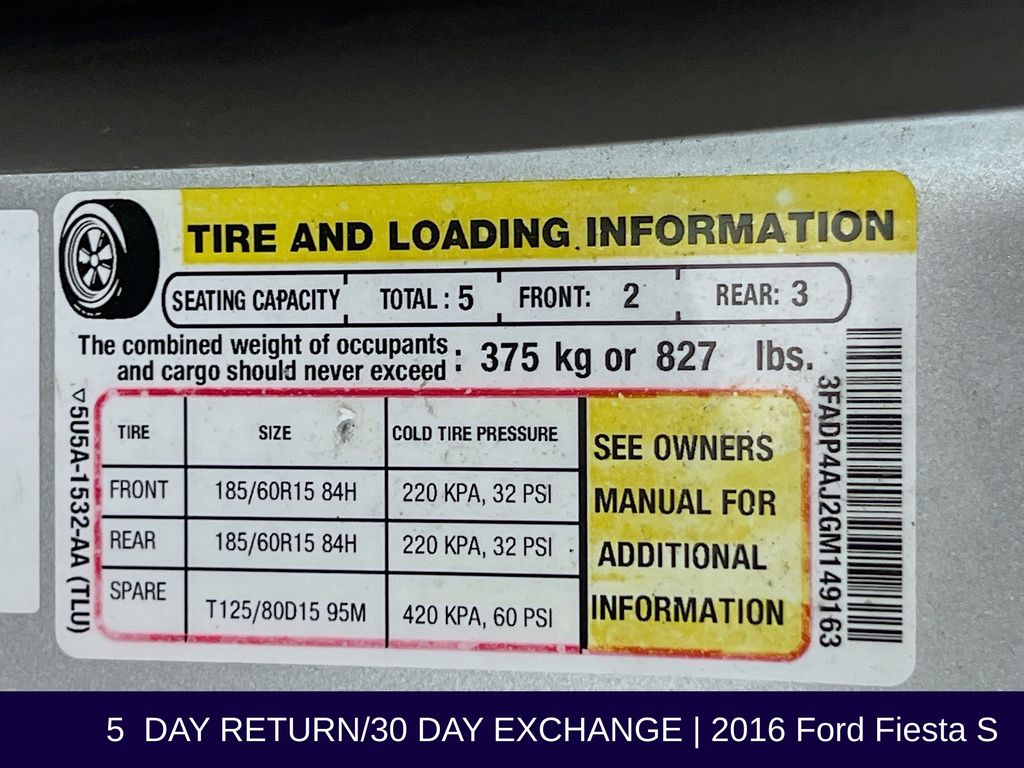 TIRE AND LOADING INFORMATION
SEATING CAPACITY TOTAL : 5 FRONT: 2 REAR: 3
The combined weight of occupants
and cargo should never exceed : 375 kg or 827 lbs.
TIRE SIZE COLD TIRE PRESSURE
FRONT 185/60R15 84H 220 KPA, 32 PSI
REAR 185/60R15 84H 220 KPA, 32 PSI
SPARE T125/80D15 95M 420 KPA, 60 PSI
SEE OWNERS
MANUAL FOR
ADDITIONAL
INFORMATION
▽5U5A-1532-AA (TLU)
3FADP4AJ2GM149163
5 DAY RETURN/30 DAY EXCHANGE | 2016 Ford Fiesta S